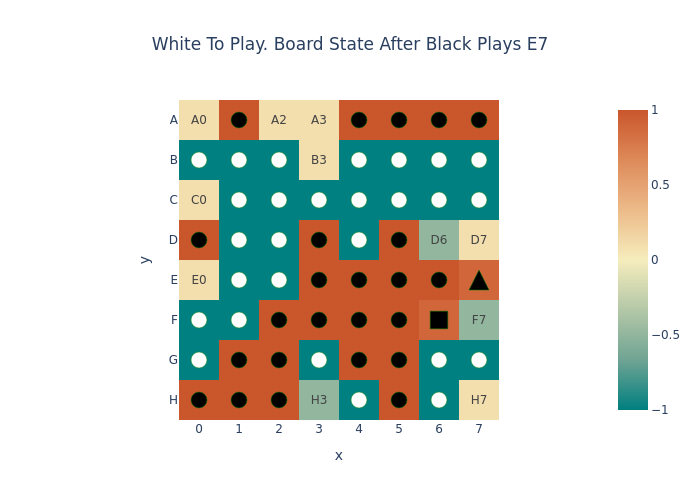 White To Play. Board State After Black Plays E7
A A0 A2 A3 1
B B3
C C0 0.5
D D6 D7
0
y
E E0
F F7 −0.5
G
H H3 H7 −1
0 1 2 3 4 5 6 7
x